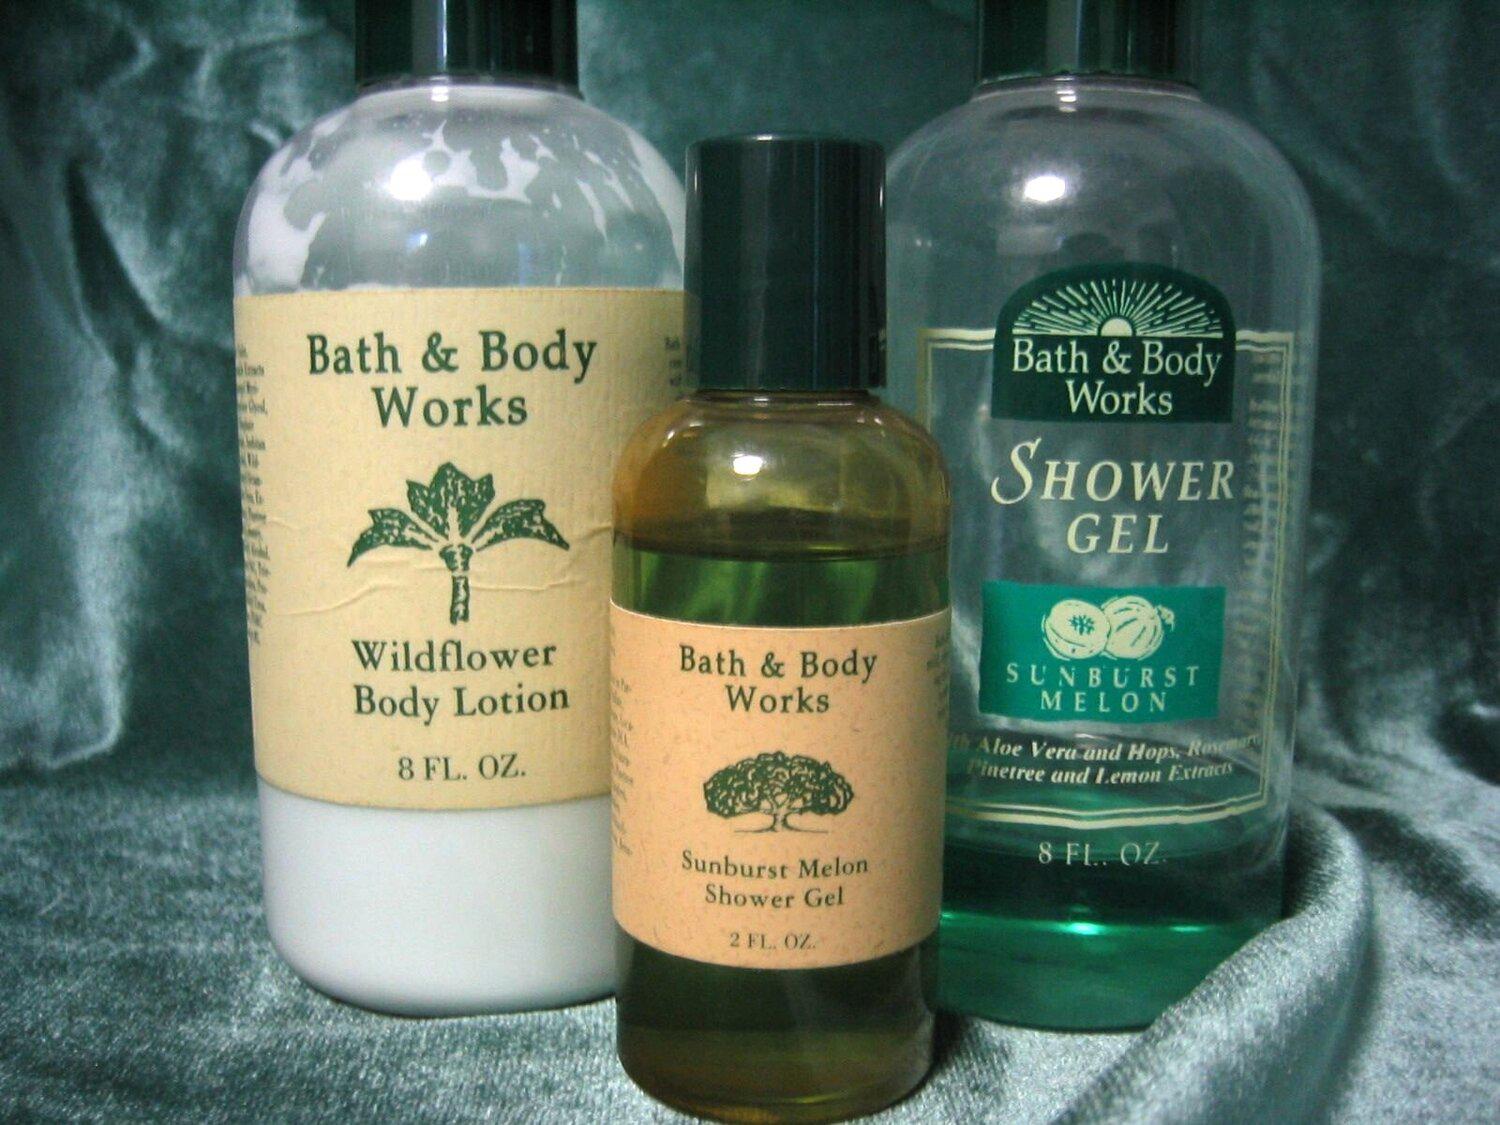 Bath & Body
Works
Wildflower
Body Lotion
8 FL. OZ.
Bath & Body
Works
Sunburst Melon
Shower Gel
2 FL. OZ.
Bath & Body
Works
SHOWER
GEL
SUNBURST
MELON
Aloe Vera and Hops, Rosemary
Pinetree and Lemon Extracts
8 FL. OZ.